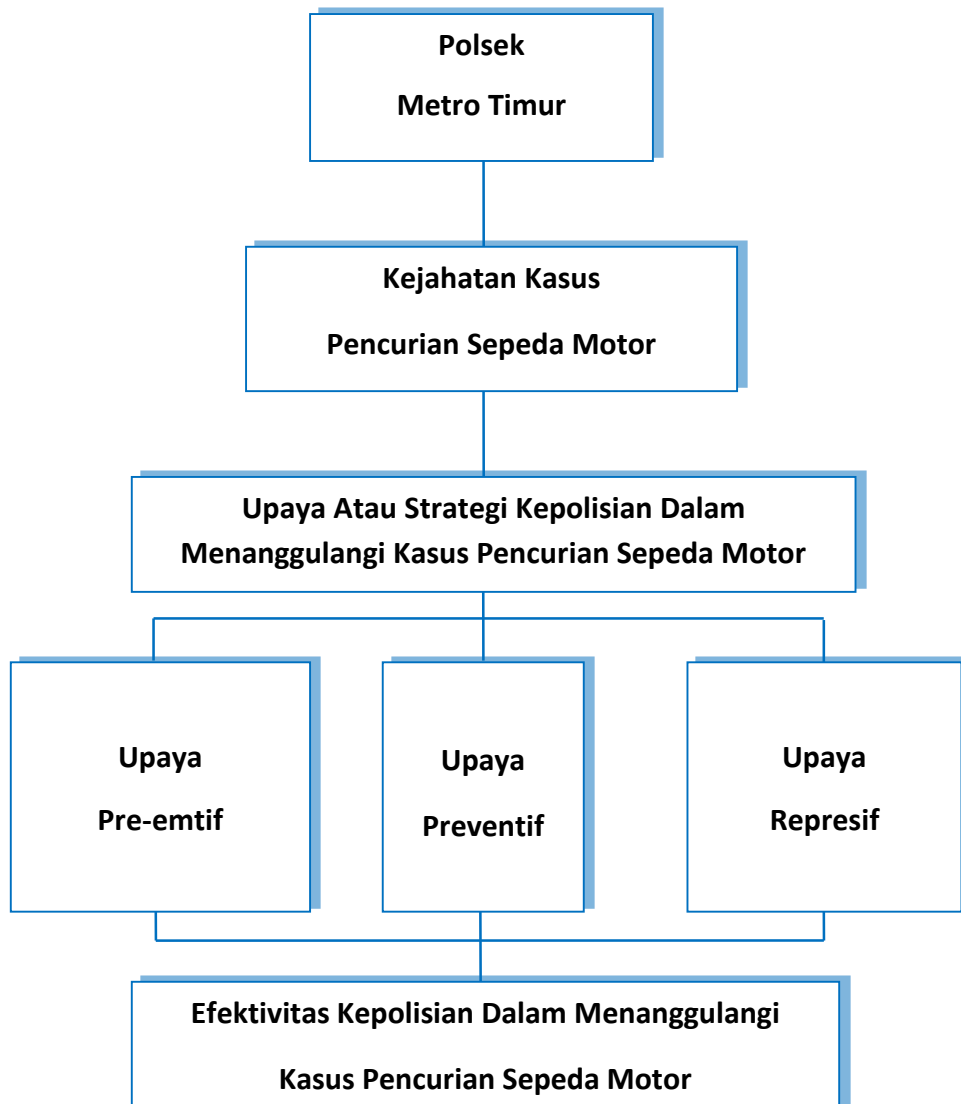 Polsek
Metro Timur
Kejahatan Kasus
Pencurian Sepeda Motor
Upaya Atau Strategi Kepolisian Dalam
Menanggulangi Kasus Pencurian Sepeda Motor
Upaya
Pre-emtif
Upaya
Preventif
Upaya
Represif
Efektivitas Kepolisian Dalam Menanggulangi
Kasus Pencurian Sepeda Motor